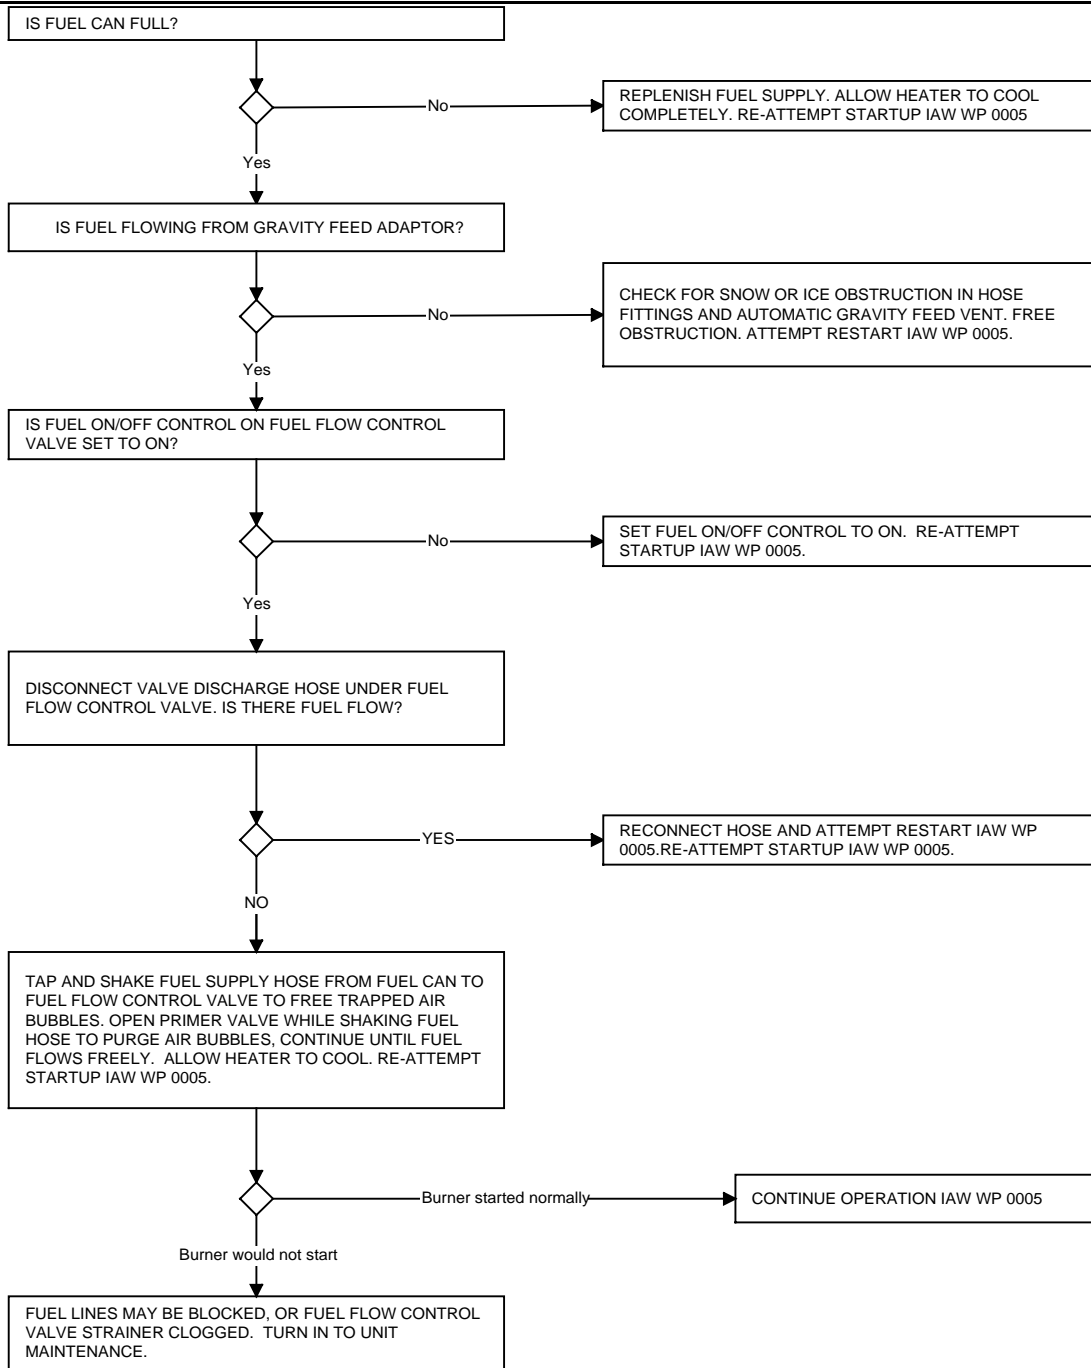 IS FUEL CAN FULL?
No
REPLENISH FUEL SUPPLY. ALLOW HEATER TO COOL
COMPLETELY. RE-ATTEMPT STARTUP IAW WP 0005
Yes
IS FUEL FLOWING FROM GRAVITY FEED ADAPTOR?
No
CHECK FOR SNOW OR ICE OBSTRUCTION IN HOSE
FITTINGS AND AUTOMATIC GRAVITY FEED VENT. FREE
OBSTRUCTION. ATTEMPT RESTART IAW WP 0005.
Yes
IS FUEL ON/OFF CONTROL ON FUEL FLOW CONTROL
VALVE SET TO ON?
No
SET FUEL ON/OFF CONTROL TO ON.  RE-ATTEMPT
STARTUP IAW WP 0005.
Yes
DISCONNECT VALVE DISCHARGE HOSE UNDER FUEL
FLOW CONTROL VALVE. IS THERE FUEL FLOW?
YES
RECONNECT HOSE AND ATTEMPT RESTART IAW WP
0005.RE-ATTEMPT STARTUP IAW WP 0005.
NO
TAP AND SHAKE FUEL SUPPLY HOSE FROM FUEL CAN TO
FUEL FLOW CONTROL VALVE TO FREE TRAPPED AIR
BUBBLES. OPEN PRIMER VALVE WHILE SHAKING FUEL
HOSE TO PURGE AIR BUBBLES, CONTINUE UNTIL FUEL
FLOWS FREELY.  ALLOW HEATER TO COOL. RE-ATTEMPT
STARTUP IAW WP 0005.
Burner started normally
CONTINUE OPERATION IAW WP 0005
Burner would not start
FUEL LINES MAY BE BLOCKED, OR FUEL FLOW CONTROL
VALVE STRAINER CLOGGED.  TURN IN TO UNIT
MAINTENANCE.